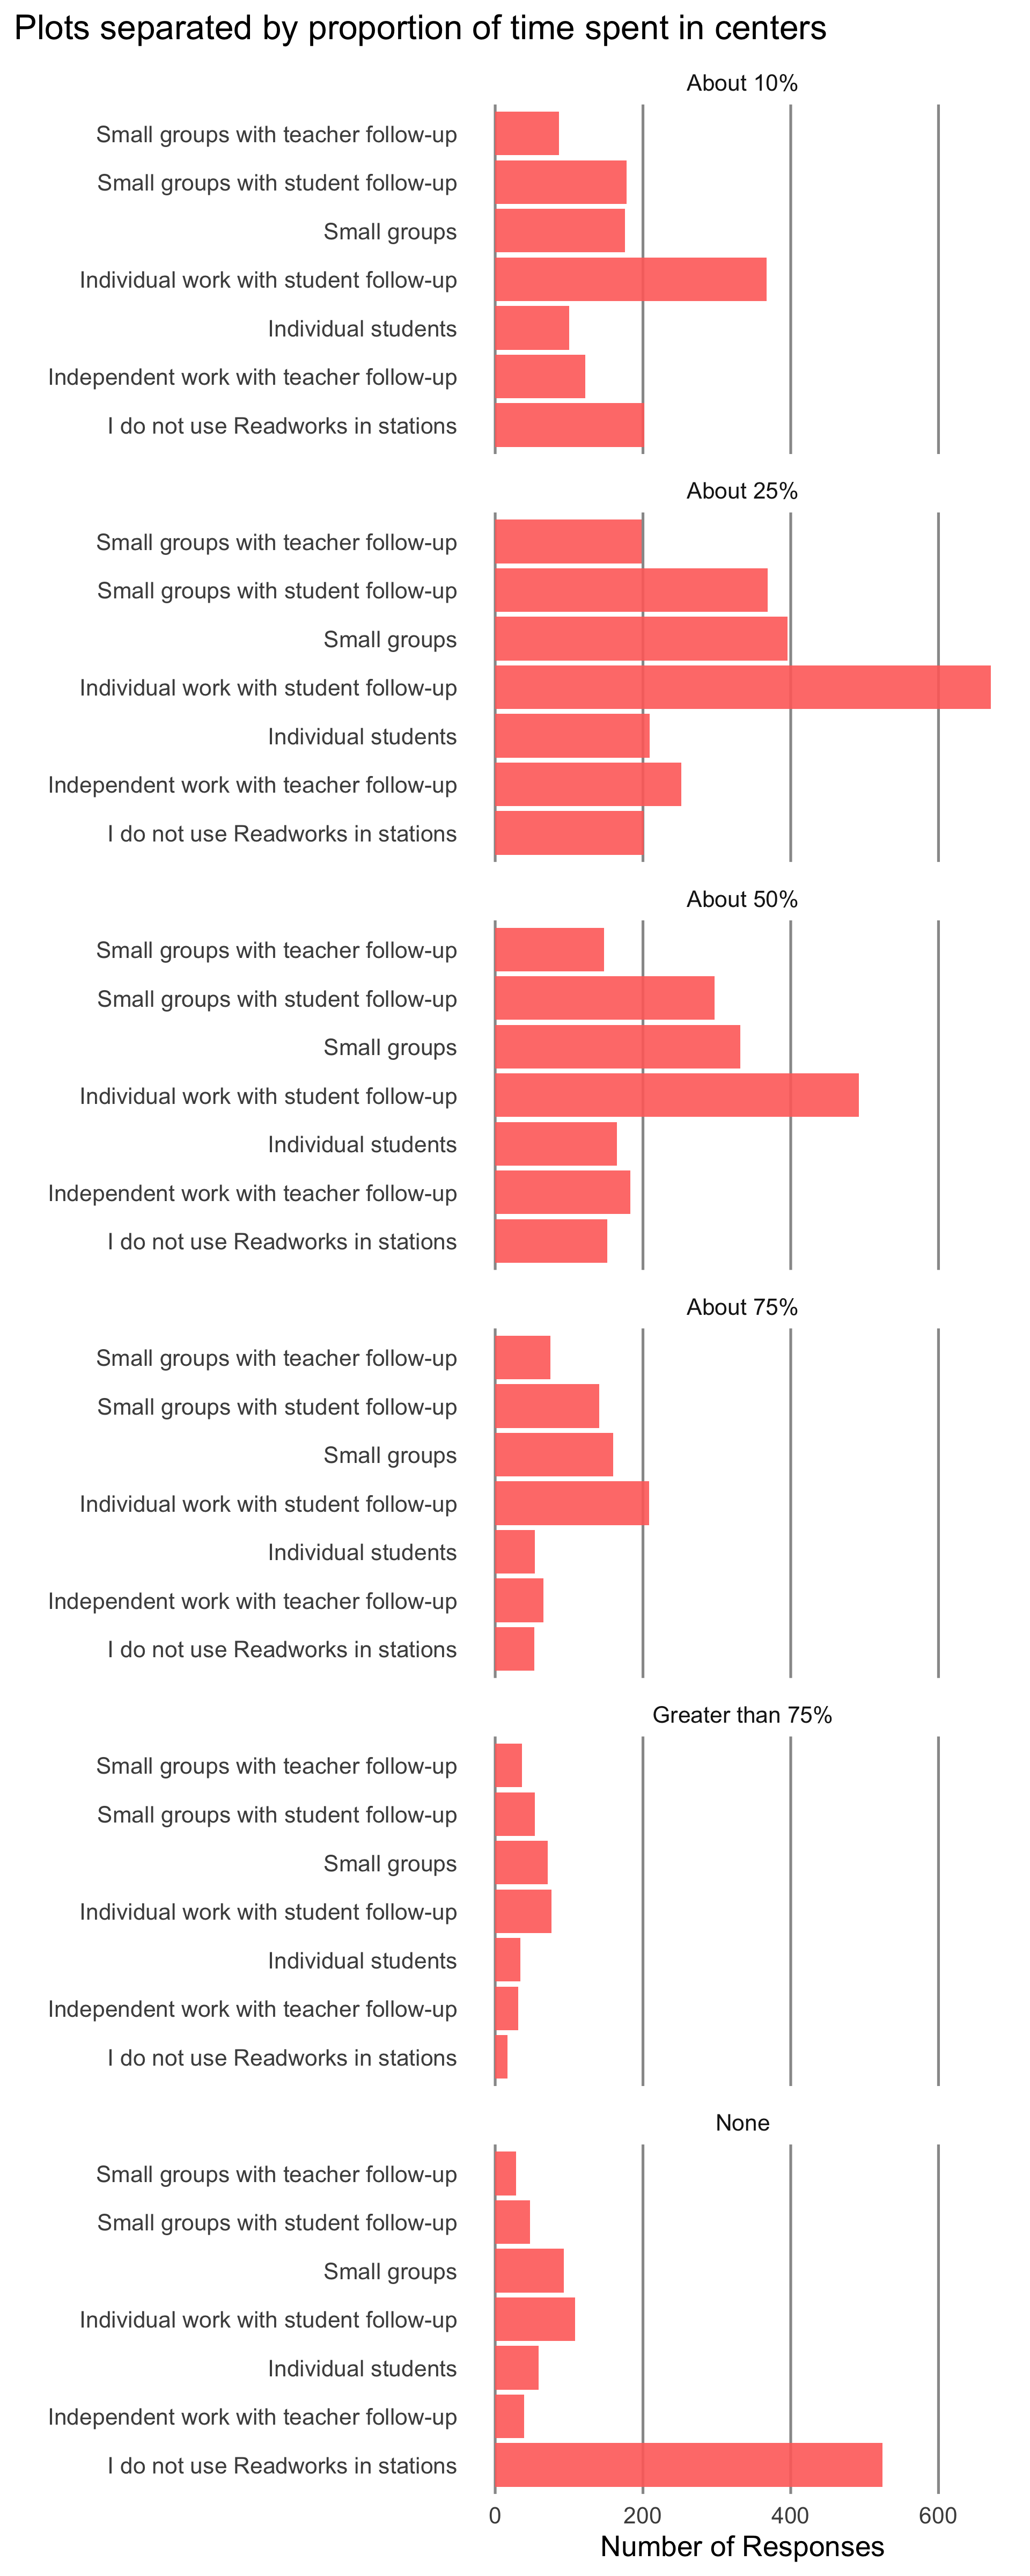 Plots separated by proportion of time spent in centers
About 10%
Small groups with teacher follow-up
Small groups with student follow-up
Small groups
Individual work with student follow-up
Individual students
Independent work with teacher follow-up
I do not use Readworks in stations
About 25%
Small groups with teacher follow-up
Small groups with student follow-up
Small groups
Individual work with student follow-up
Individual students
Independent work with teacher follow-up
I do not use Readworks in stations
About 50%
Small groups with teacher follow-up
Small groups with student follow-up
Small groups
Individual work with student follow-up
Individual students
Independent work with teacher follow-up
I do not use Readworks in stations
About 75%
Small groups with teacher follow-up
Small groups with student follow-up
Small groups
Individual work with student follow-up
Individual students
Independent work with teacher follow-up
I do not use Readworks in stations
Greater than 75%
Small groups with teacher follow-up
Small groups with student follow-up
Small groups
Individual work with student follow-up
Individual students
Independent work with teacher follow-up
I do not use Readworks in stations
None
Small groups with teacher follow-up
Small groups with student follow-up
Small groups
Individual work with student follow-up
Individual students
Independent work with teacher follow-up
I do not use Readworks in stations
0 200 400 600
Number of Responses